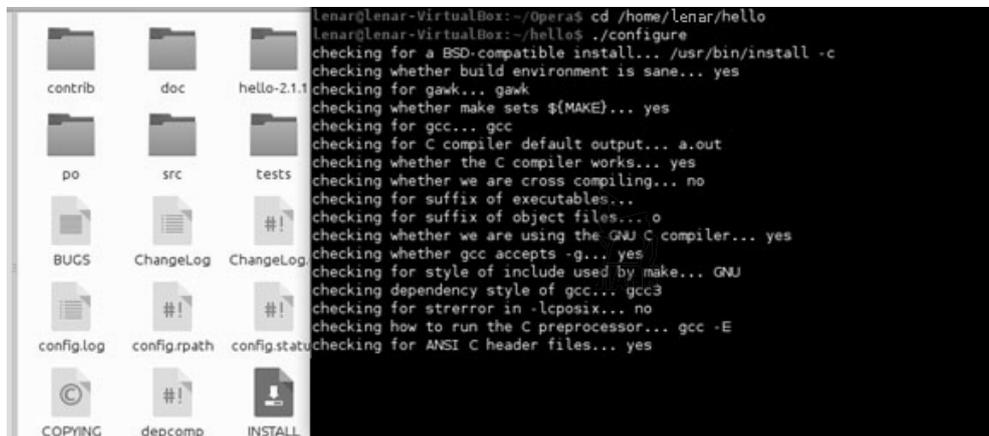 contrib doc hello-2.1.1
po src tests
BUGS ChangeLog ChangeLog.
config.log config.rpath config.statu
COPYING depcomp INSTALL
lenar@lenar-VirtualBox:~/Opera$ cd /home/lenar/hello
lenar@lenar-VirtualBox:~/hello$ ./configure
checking for a BSD-compatible install... /usr/bin/install -c
checking whether build environment is sane... yes
checking for gawk... gawk
checking whether make sets ${MAKE}... yes
checking for gcc... gcc
checking for C compiler default output... a.out
checking whether the C compiler works... yes
checking whether we are cross compiling... no
checking for suffix of executables...
checking for suffix of object files... o
checking whether we are using the GNU C compiler... yes
checking whether gcc accepts -g... yes
checking for style of include used by make... GNU
checking dependency style of gcc... gcc3
checking for strerror in -lcposix... no
checking how to run the C preprocessor... gcc -E
checking for ANSI C header files... yes